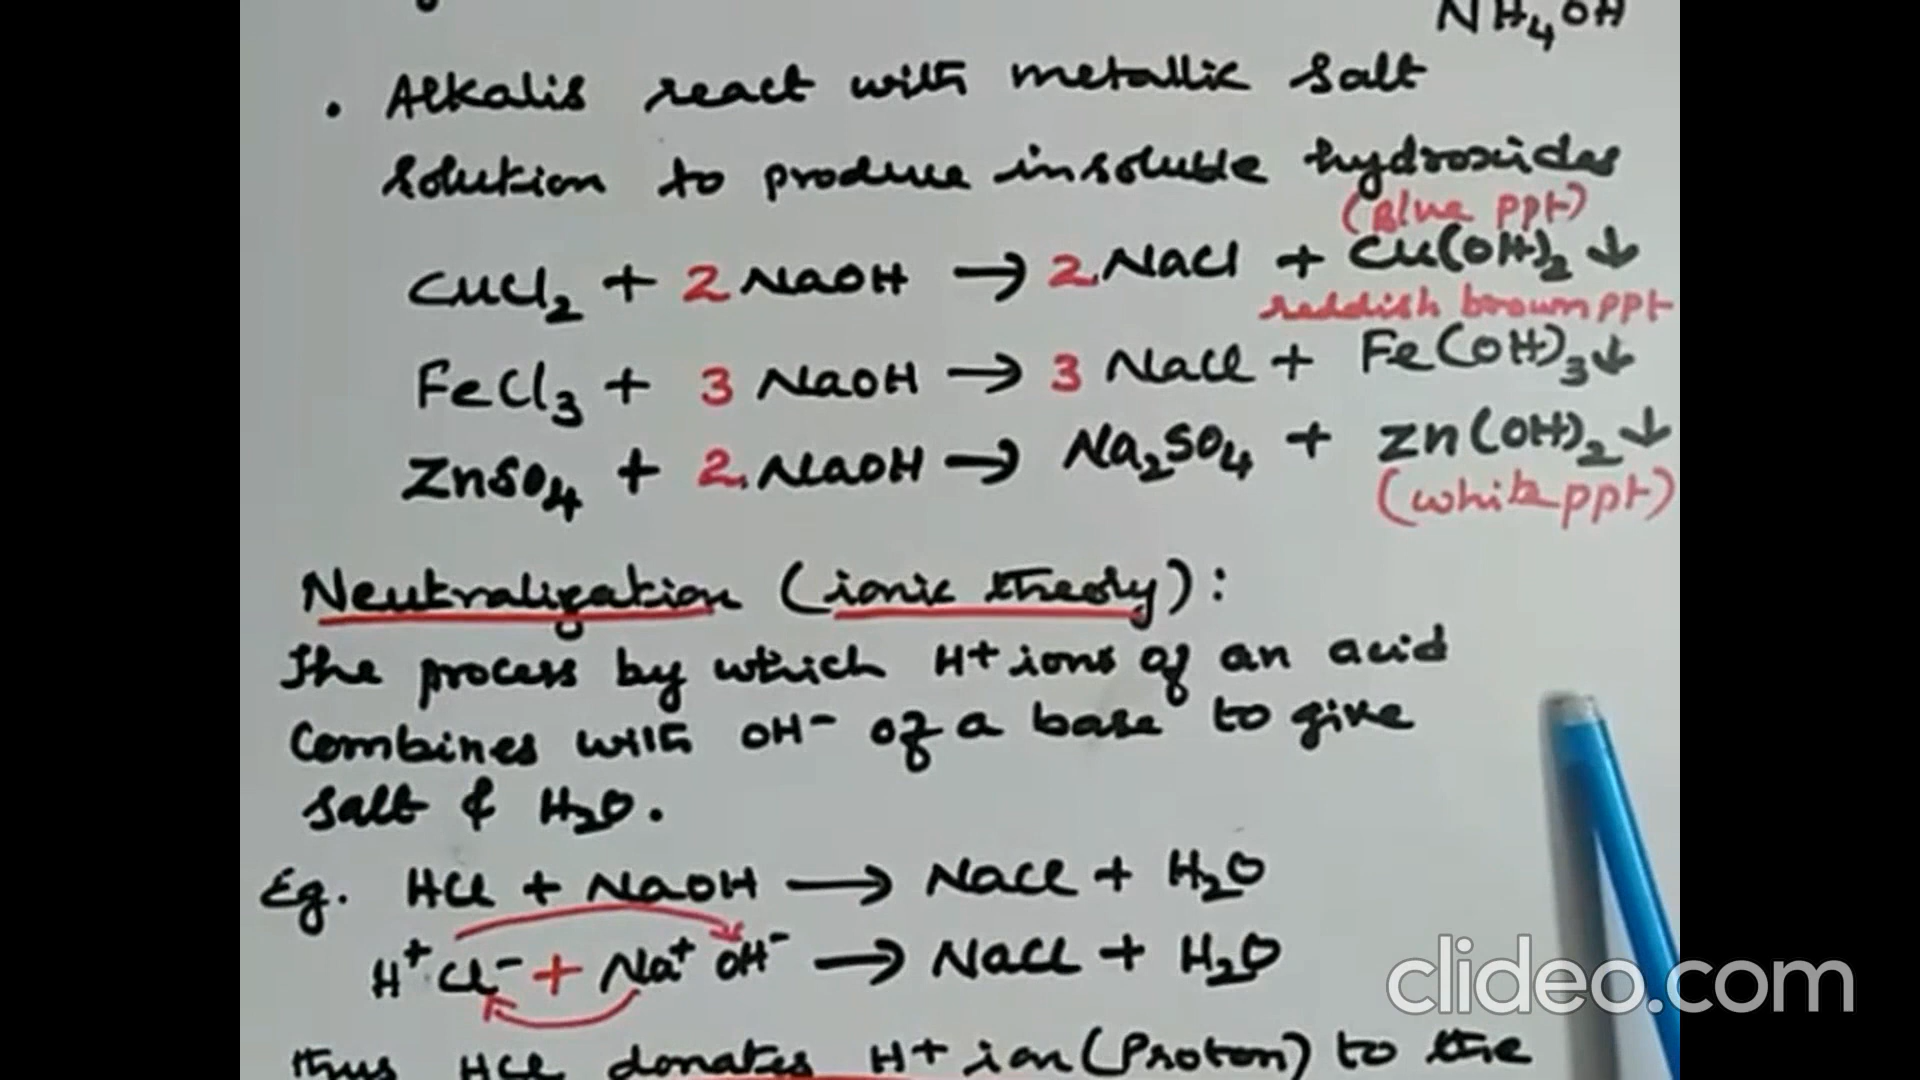 NH₄OH
• Alkalis react with metallic salt
solution to produce insoluble hydroxides
(Blue ppt)
CuCl₂ + 2 NaOH → 2 NaCl + Cu(OH)₂ ↓
reddish brown ppt
FeCl₃ + 3 NaOH → 3 NaCl + Fe(OH)₃ ↓
ZnSO₄ + 2 NaOH → Na₂SO₄ + Zn(OH)₂ ↓
(white ppt)
Neutralization (ionic theory):
The process by which H⁺ ions of an acid
combines with OH⁻ of a base to give
salt & H₂O.
Eg. HCl + NaOH → NaCl + H₂O
H⁺ Cl⁻ + Na⁺ OH⁻ → NaCl + H₂O
clideo.com
thus HCl donates H⁺ ion (Proton) to the